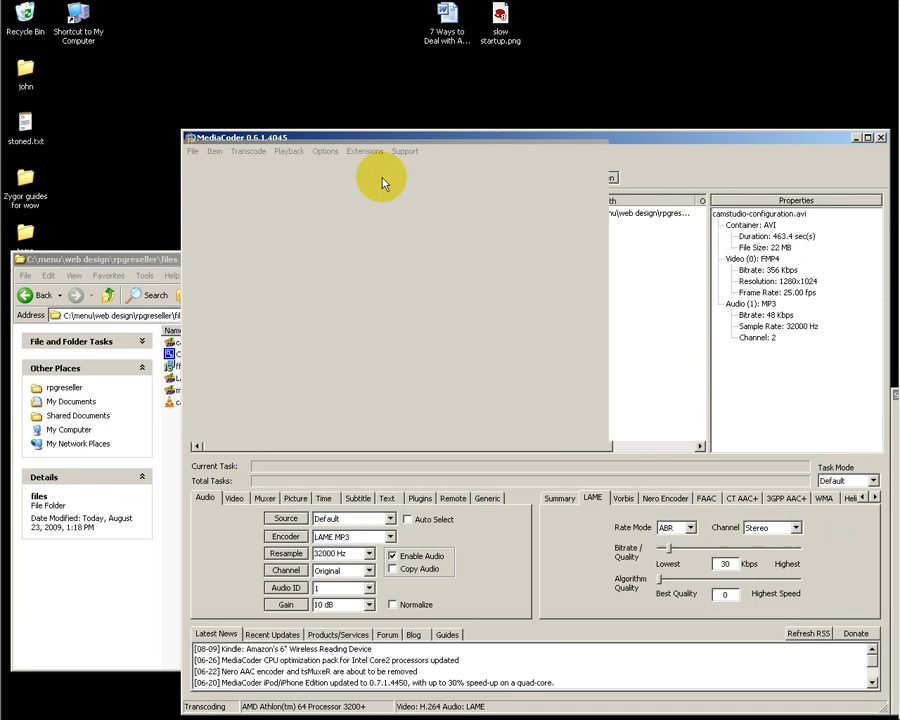 Recycle Bin
Shortcut to My
Computer
7 Ways to
Deal with A...
slow
startup.png
john
stoned.txt
Zygor guides
for wow
MediaCoder 0.6.1.4045
File Item Transcode Playback Options Extensions Support
C:\menu\web design\rpgreseller\files
File Edit View Favorites Tools Help
Back Search
Address C:\menu\web design\rpgreseller\fil
File and Folder Tasks
Other Places
rpgreseller
My Documents
Shared Documents
My Computer
My Network Places
Details
files
File Folder
Date Modified: Today, August
23, 2009, 1:18 PM
Name
th O
nu\web design\rpgres...
Properties
camstudio-configuration.avi
Container: AVI
Duration: 463.4 sec(s)
File Size: 22 MB
Video (0): FMP4
Bitrate: 356 Kbps
Resolution: 1280x1024
Frame Rate: 25.00 fps
Audio (1): MP3
Bitrate: 48 Kbps
Sample Rate: 32000 Hz
Channel: 2
Current Task:
Total Tasks:
Task Mode
Default
Audio Video Muxer Picture Time Subtitle Text Plugins Remote Generic
Source Default Auto Select
Encoder LAME MP3
Resample 32000 Hz Enable Audio
Channel Original Copy Audio
Audio ID 1
Gain 10 dB Normalize
Summary LAME Vorbis Nero Encoder FAAC CT AAC+ 3GPP AAC+ WMA Heli
Rate Mode ABR Channel Stereo
Bitrate /
Quality
Lowest 30 Kbps Highest
Algorithm
Quality
Best Quality 0 Highest Speed
Latest News Recent Updates Products/Services Forum Blog Guides Refresh RSS Donate
[08-09] Kindle: Amazon's 6" Wireless Reading Device
[06-26] MediaCoder CPU optimization pack for Intel Core2 processors updated
[06-22] Nero AAC encoder and tsMuxeR are about to be removed
[06-20] MediaCoder iPod/iPhone Edition updated to 0.7.1.4450, with up to 30% speed-up on a quad-core.
Transcoding AMD Athlon(tm) 64 Processor 3200+ Video: H.264 Audio: LAME